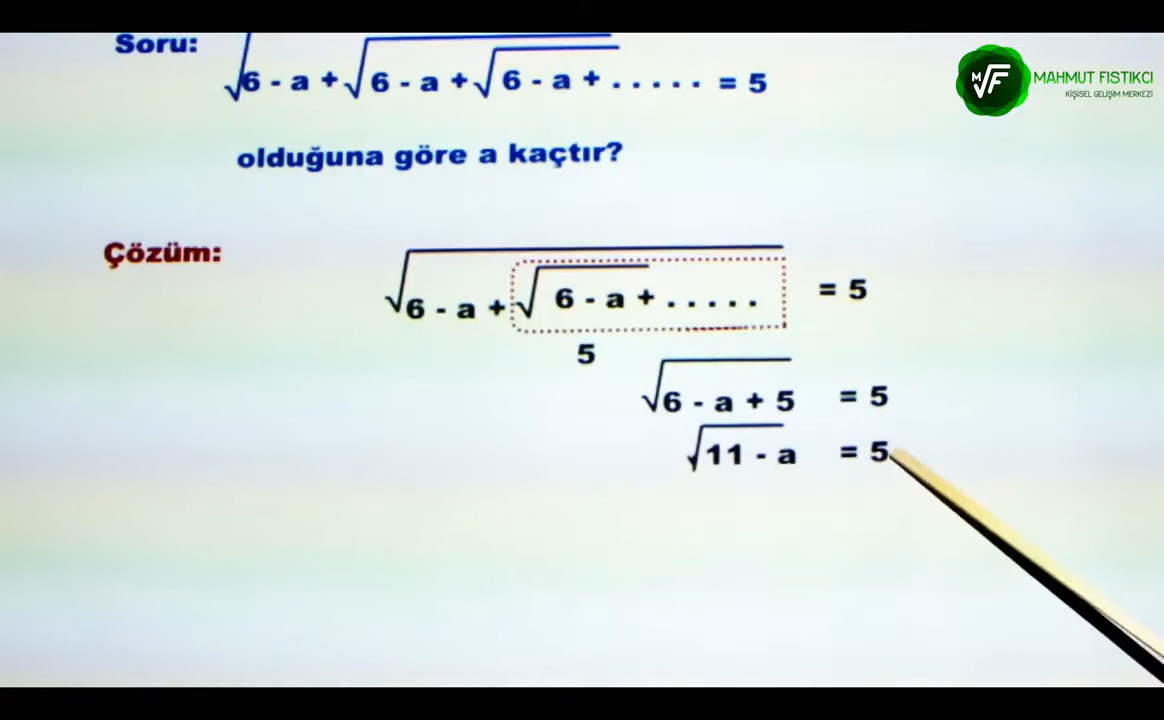 Soru:
√6 - a + √6 - a + √6 - a + . . . . . = 5
MVF
MAHMUT FISTIKCI
KİŞİSEL GELİŞİM MERKEZİ
olduğuna göre a kaçtır?
Çözüm:
√6 - a + √6 - a + . . . . . = 5
5
√6 - a + 5 = 5
√11 - a = 5